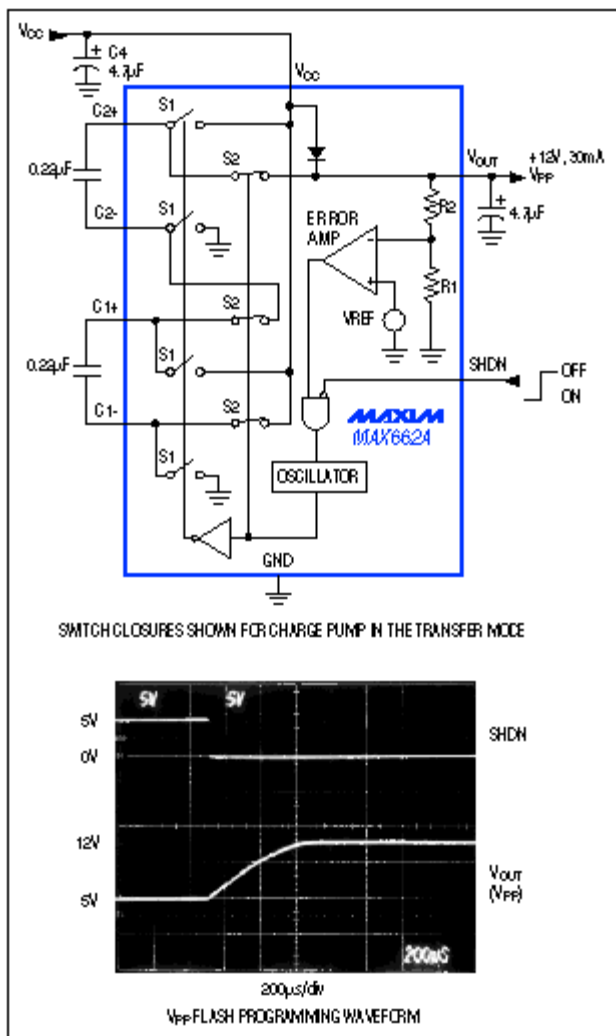 VCC
C4
+
4.7µF
VCC
C2+
S1
0.22µF
S2
VOUT
+12V, 30mA
VPP
R2
+
4.7µF
C2-
S1
ERROR
AMP
-
+
R1
C1+
S2
VREF
SHDN
0.22µF
S1
OFF
ON
C1-
S2
MAXIM
MAX662A
S1
OSCILLATOR
GND
SWITCH CLOSURES SHOWN FOR CHARGE PUMP IN THE TRANSFER MODE
5V 5V
5V
SHDN
0V
12V
VOUT
(VPP)
5V
200µS
200µs/div
VPP FLASH PROGRAMMING WAVEFORM